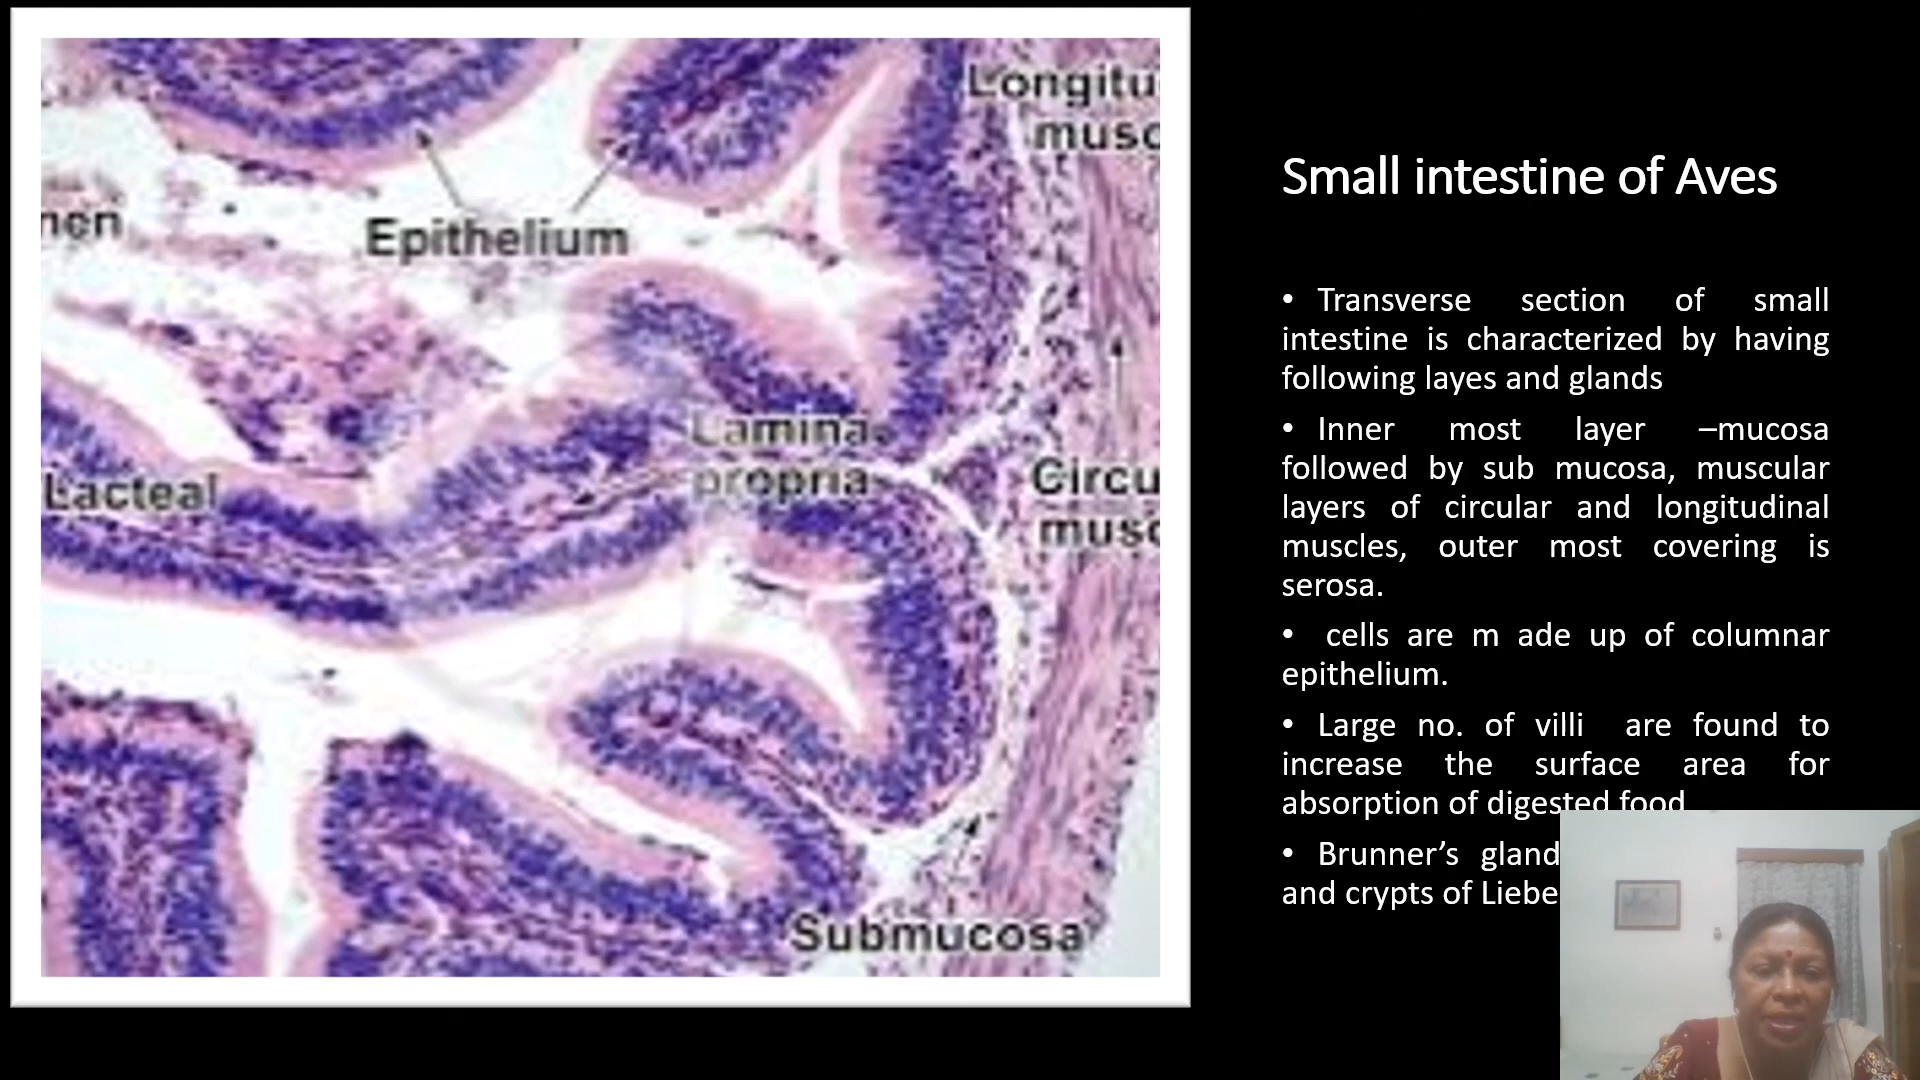 Longitu
musc
Epithelium
nen
Lamina
propria
Lacteal
Circu
musc
Submucosa
Small intestine of Aves
• Transverse section of small
intestine is characterized by having
following layes and glands
• Inner most layer –mucosa
followed by sub mucosa, muscular
layers of circular and longitudinal
muscles, outer most covering is
serosa.
• cells are m ade up of columnar
epithelium.
• Large no. of villi are found to
increase the surface area for
absorption of digested food
• Brunner’s gland
and crypts of Liebe